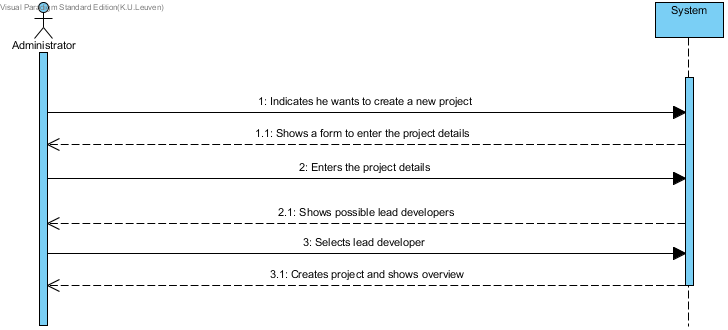 Visual Paradigm Standard Edition(K.U.Leuven)
System
Administrator
1: Indicates he wants to create a new project
1.1: Shows a form to enter the project details
2: Enters the project details
2.1: Shows possible lead developers
3: Selects lead developer
3.1: Creates project and shows overview